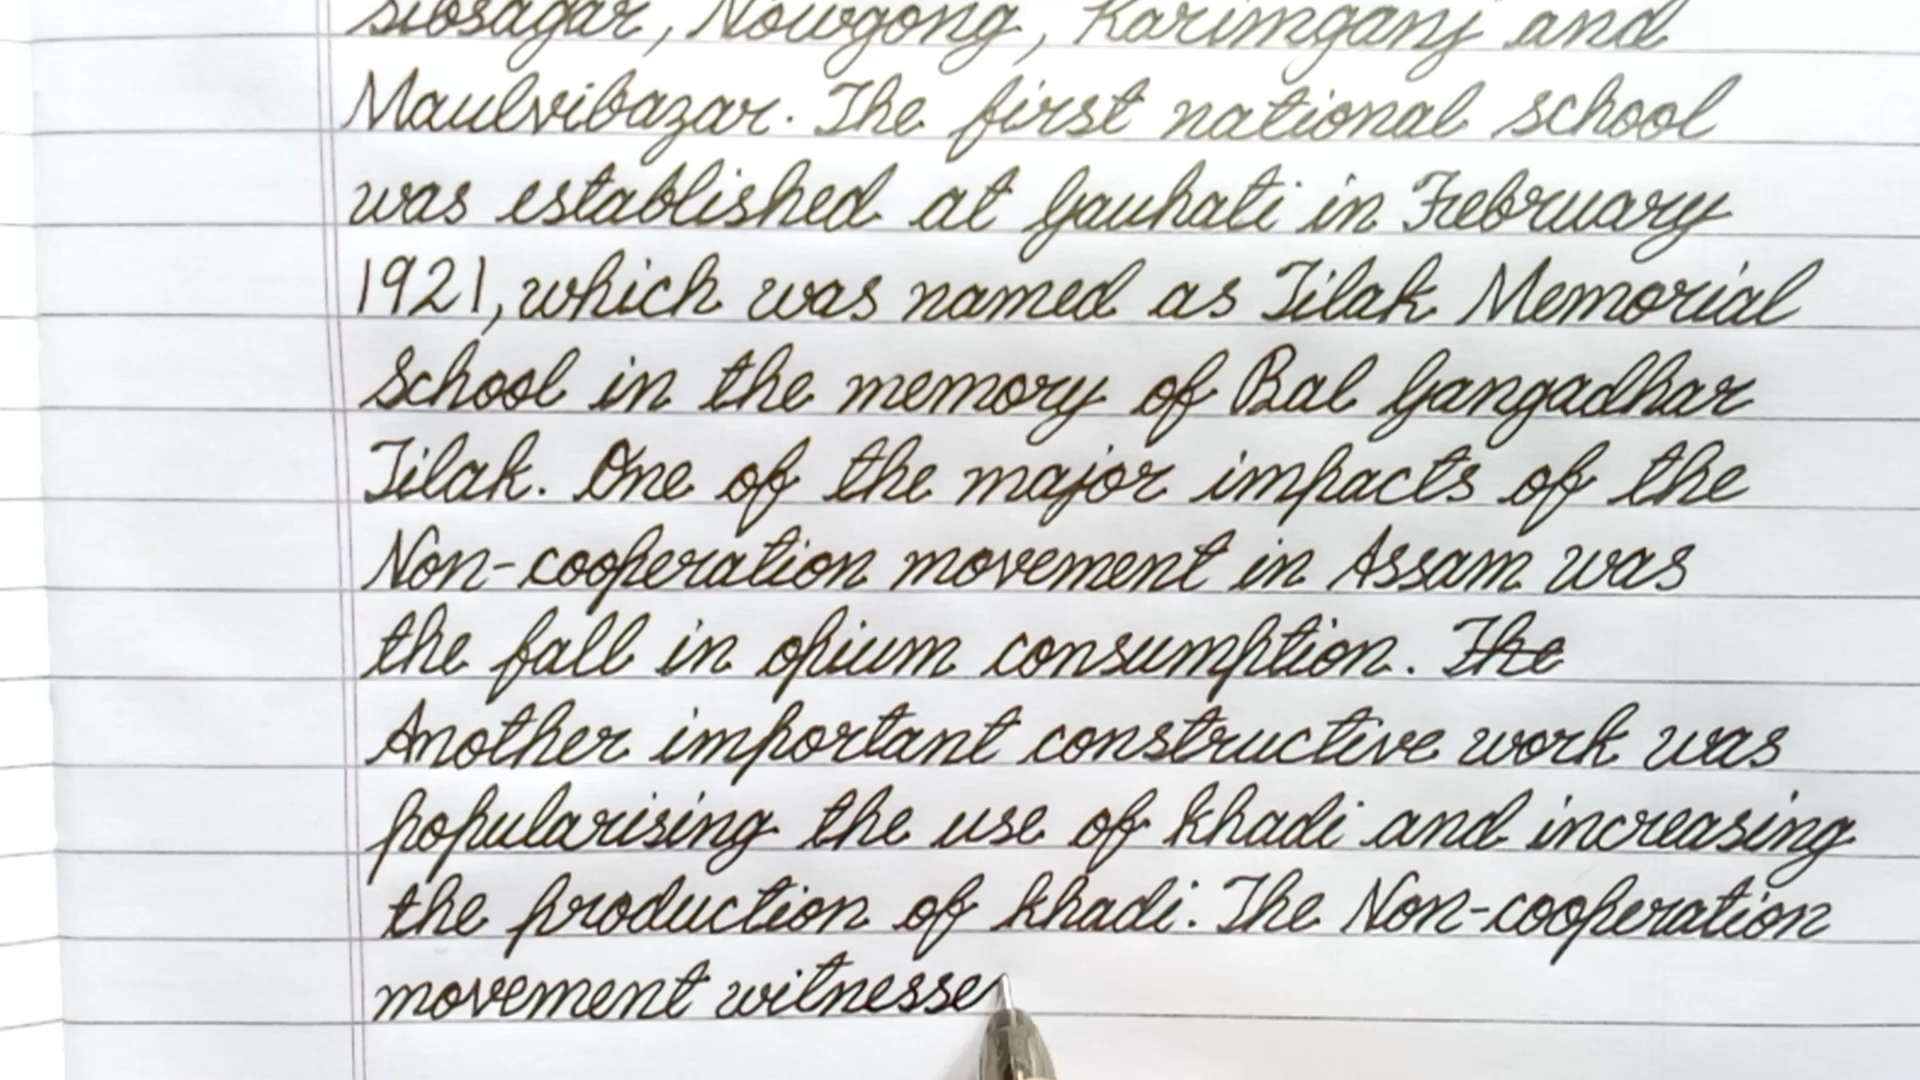 Sibsagar, Nowgong, Karimganj and
Maulvibazar. The first national school
was established at Gauhati in February
1921, which was named as Tilak Memorial
School in the memory of Bal Gangadhar
Tilak. One of the major impacts of the
Non-cooperation movement in Assam was
the fall in opium consumption. The
Another important constructive work was
popularising the use of khadi and increasing
the production of khadi. The Non-cooperation
movement witnesse